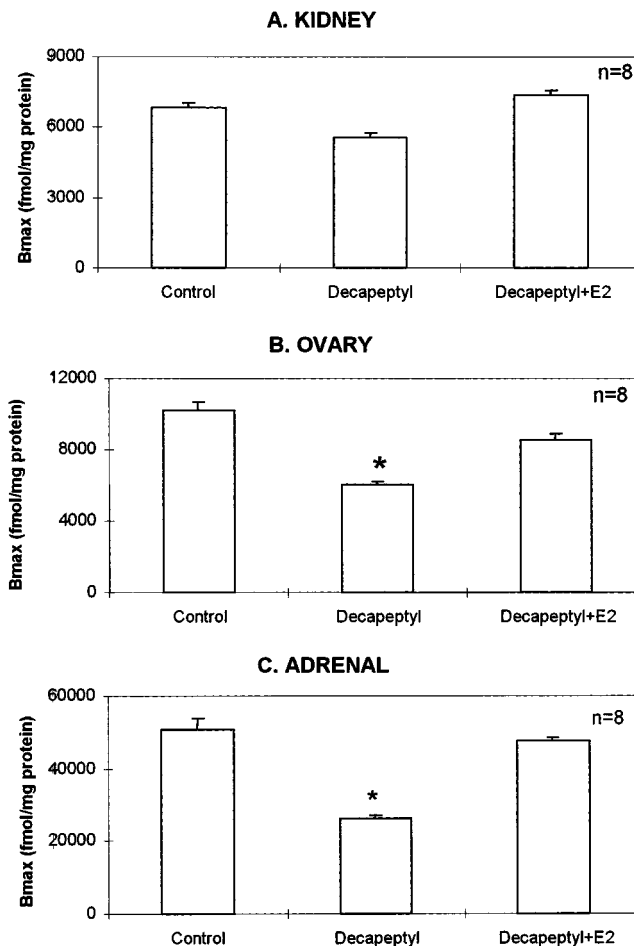 A. KIDNEY
9000
n=8
6000
3000
0
Bmax (fmol/mg protein)
Control Decapeptyl Decapeptyl+E2
B. OVARY
12000
n=8
8000
*
4000
0
Bmax (fmol/mg protein)
Control Decapeptyl Decapeptyl+E2
C. ADRENAL
60000
n=8
40000
*
20000
0
Bmax (fmol/mg protein)
Control Decapeptyl Decapeptyl+E2